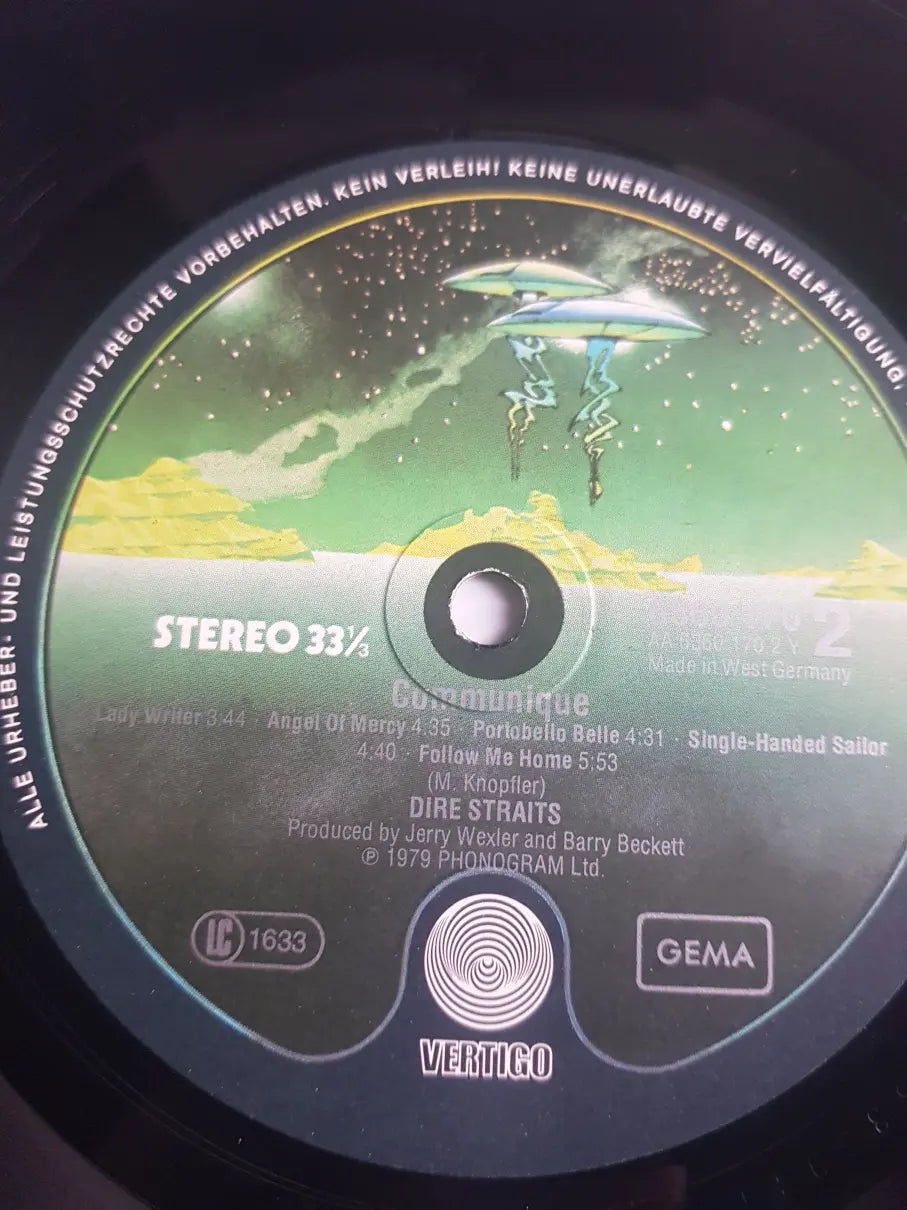 ALLE URHEBER- UND LEISTUNGSSCHUTZRECHTE VORBEHALTEN. KEIN VERLEIH! KEINE UNERLAUBTE VERVIELFÄLTIGUNG,
STEREO 33⅓
2
170 2 Y
Made in West Germany
Communique
Lady Writer 3:44 · Angel Of Mercy 4:35 · Portobello Belle 4:31 · Single-Handed Sailor
4:40 · Follow Me Home 5:53
(M. Knopfler)
DIRE STRAITS
Produced by Jerry Wexler and Barry Beckett
℗ 1979 PHONOGRAM Ltd.
LC 1633
GEMA
VERTIGO